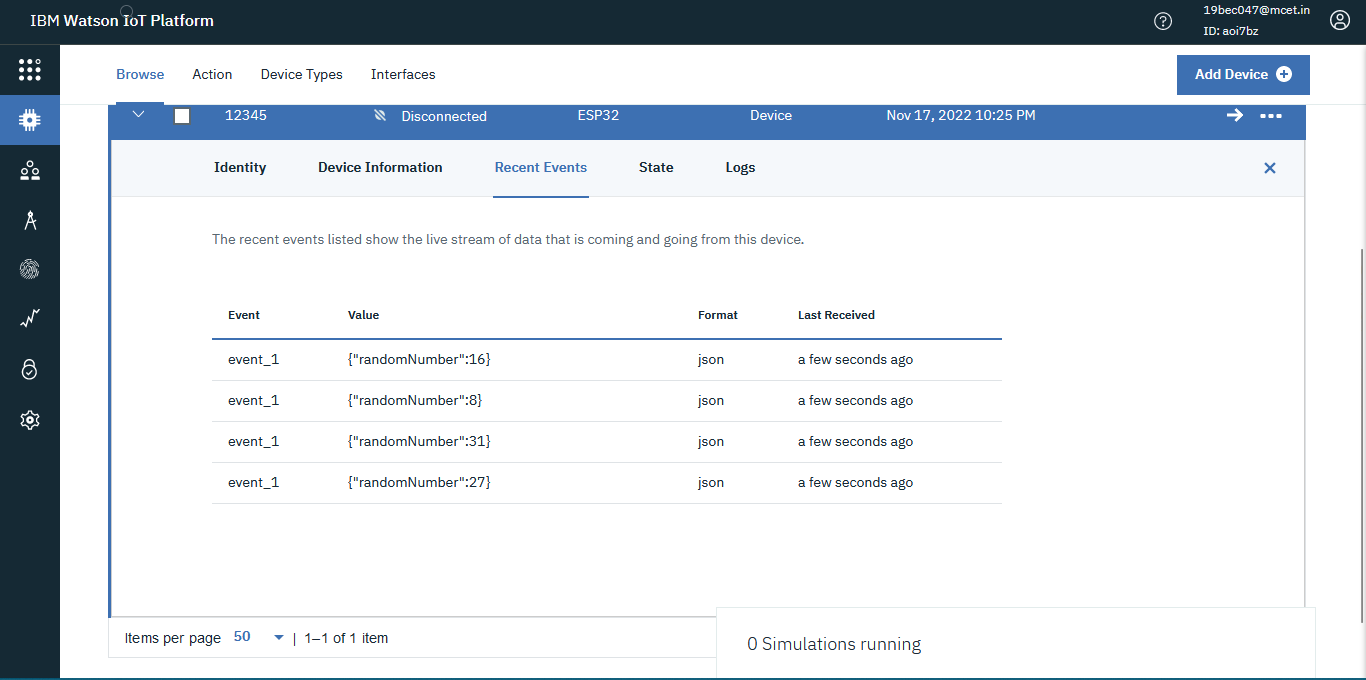 IBM Watson IoT Platform
19bec047@mcet.in
ID: aoi7bz
Browse Action Device Types Interfaces
Add Device
12345 Disconnected ESP32 Device Nov 17, 2022 10:25 PM
Identity Device Information Recent Events State Logs
The recent events listed show the live stream of data that is coming and going from this device.
Event Value Format Last Received
event_1 {"randomNumber":16} json a few seconds ago
event_1 {"randomNumber":8} json a few seconds ago
event_1 {"randomNumber":31} json a few seconds ago
event_1 {"randomNumber":27} json a few seconds ago
Items per page 50 | 1–1 of 1 item
0 Simulations running